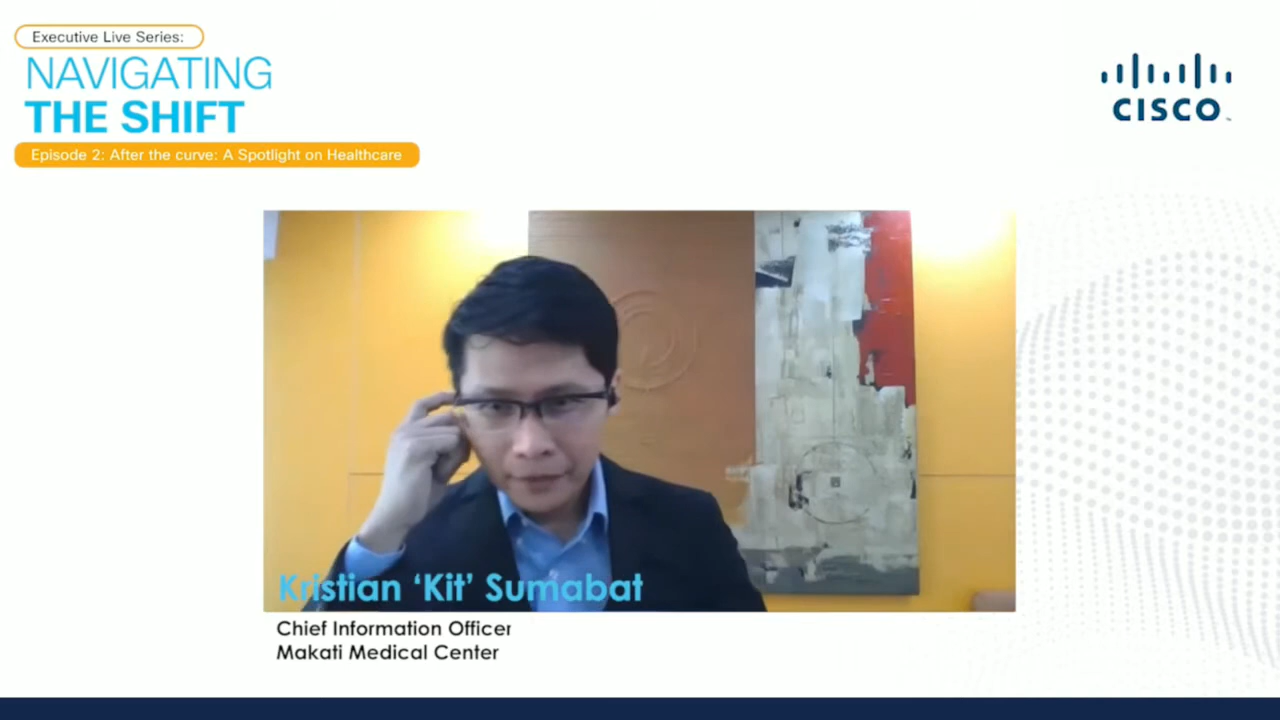 Executive Live Series:
NAVIGATING
THE SHIFT
Episode 2: After the curve: A Spotlight on Healthcare
CISCO
Kristian ‘Kit’ Sumabat
Chief Information Officer
Makati Medical Center